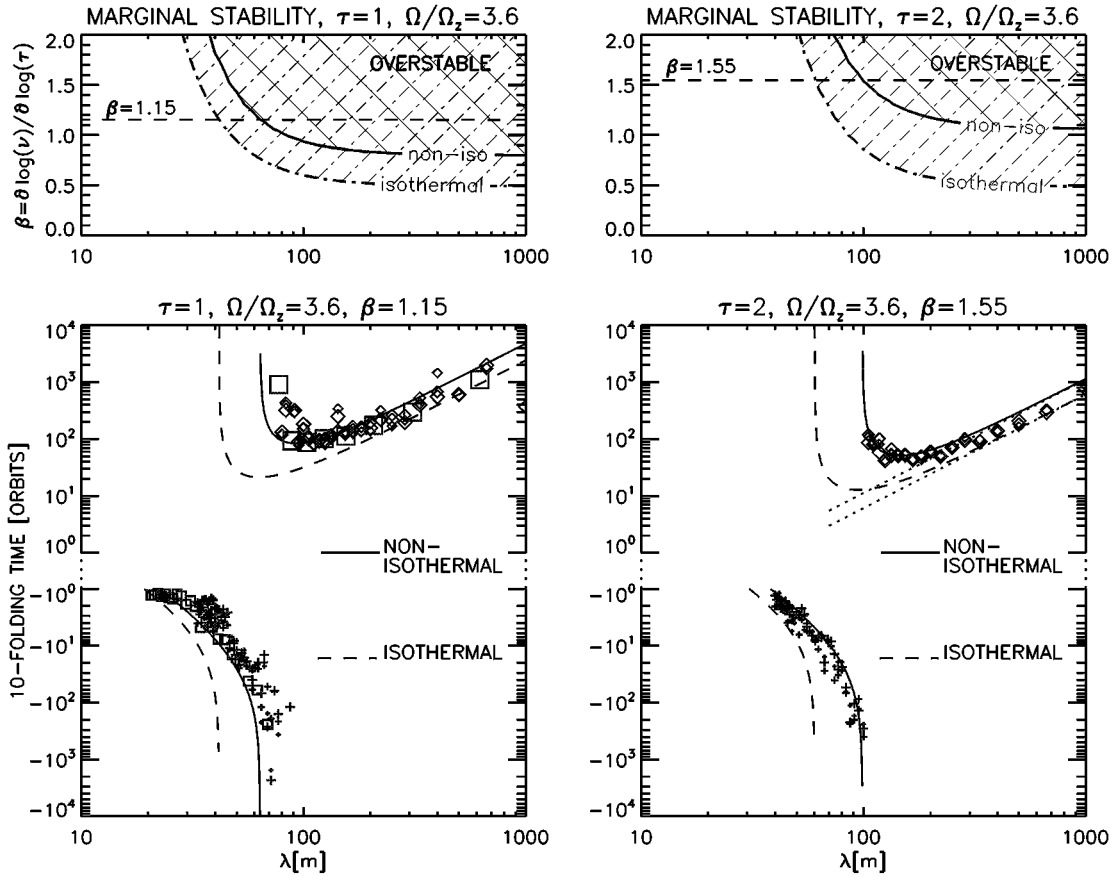 MARGINAL STABILITY, τ=1, Ω/Ω_z=3.6
MARGINAL STABILITY, τ=2, Ω/Ω_z=3.6
β=∂ log(ν)/∂ log(τ)
2.0
1.5
1.0
0.5
0.0
OVERSTABLE
β=1.15
non-iso
isothermal
10
100
1000
2.0
1.5
1.0
0.5
0.0
OVERSTABLE
β=1.55
non-iso
isothermal
10
100
1000
τ=1, Ω/Ω_z=3.6, β=1.15
τ=2, Ω/Ω_z=3.6, β=1.55
10-FOLDING TIME [ORBITS]
10⁴
10³
10²
10¹
10⁰
-10⁰
-10¹
-10²
-10³
-10⁴
NON-
ISOTHERMAL
ISOTHERMAL
10
100
1000
λ[m]
10⁴
10³
10²
10¹
10⁰
-10⁰
-10¹
-10²
-10³
-10⁴
NON-
ISOTHERMAL
ISOTHERMAL
10
100
1000
λ[m]